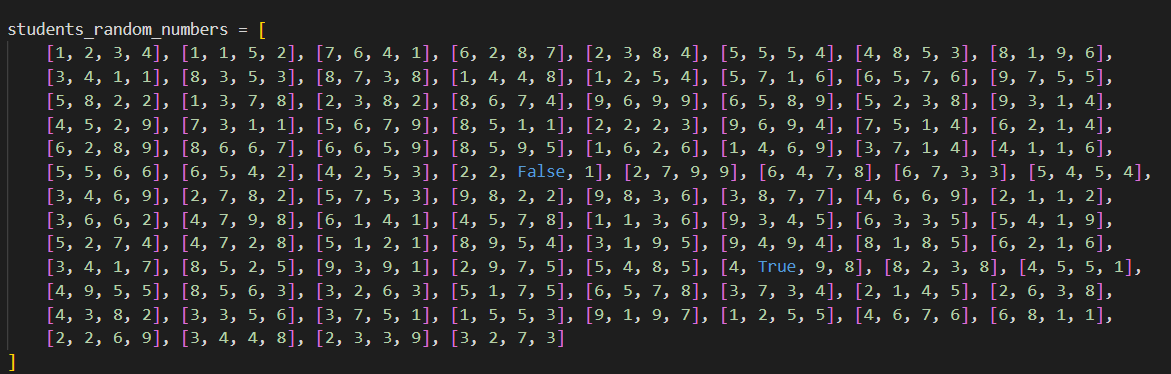 students_random_numbers = [
[1, 2, 3, 4], [1, 1, 5, 2], [7, 6, 4, 1], [6, 2, 8, 7], [2, 3, 8, 4], [5, 5, 5, 4], [4, 8, 5, 3], [8, 1, 9, 6],
[3, 4, 1, 1], [8, 3, 5, 3], [8, 7, 3, 8], [1, 4, 4, 8], [1, 2, 5, 4], [5, 7, 1, 6], [6, 5, 7, 6], [9, 7, 5, 5],
[5, 8, 2, 2], [1, 3, 7, 8], [2, 3, 8, 2], [8, 6, 7, 4], [9, 6, 9, 9], [6, 5, 8, 9], [5, 2, 3, 8], [9, 3, 1, 4],
[4, 5, 2, 9], [7, 3, 1, 1], [5, 6, 7, 9], [8, 5, 1, 1], [2, 2, 2, 3], [9, 6, 9, 4], [7, 5, 1, 4], [6, 2, 1, 4],
[6, 2, 8, 9], [8, 6, 6, 7], [6, 6, 5, 9], [8, 5, 9, 5], [1, 6, 2, 6], [1, 4, 6, 9], [3, 7, 1, 4], [4, 1, 1, 6],
[5, 5, 6, 6], [6, 5, 4, 2], [4, 2, 5, 3], [2, 2, False, 1], [2, 7, 9, 9], [6, 4, 7, 8], [6, 7, 3, 3], [5, 4, 5, 4],
[3, 4, 6, 9], [2, 7, 8, 2], [5, 7, 5, 3], [9, 8, 2, 2], [9, 8, 3, 6], [3, 8, 7, 7], [4, 6, 6, 9], [2, 1, 1, 2],
[3, 6, 6, 2], [4, 7, 9, 8], [6, 1, 4, 1], [4, 5, 7, 8], [1, 1, 3, 6], [9, 3, 4, 5], [6, 3, 3, 5], [5, 4, 1, 9],
[5, 2, 7, 4], [4, 7, 2, 8], [5, 1, 2, 1], [8, 9, 5, 4], [3, 1, 9, 5], [9, 4, 9, 4], [8, 1, 8, 5], [6, 2, 1, 6],
[3, 4, 1, 7], [8, 5, 2, 5], [9, 3, 9, 1], [2, 9, 7, 5], [5, 4, 8, 5], [4, True, 9, 8], [8, 2, 3, 8], [4, 5, 5, 1],
[4, 9, 5, 5], [8, 5, 6, 3], [3, 2, 6, 3], [5, 1, 7, 5], [6, 5, 7, 8], [3, 7, 3, 4], [2, 1, 4, 5], [2, 6, 3, 8],
[4, 3, 8, 2], [3, 3, 5, 6], [3, 7, 5, 1], [1, 5, 5, 3], [9, 1, 9, 7], [1, 2, 5, 5], [4, 6, 7, 6], [6, 8, 1, 1],
[2, 2, 6, 9], [3, 4, 4, 8], [2, 3, 3, 9], [3, 2, 7, 3]
]